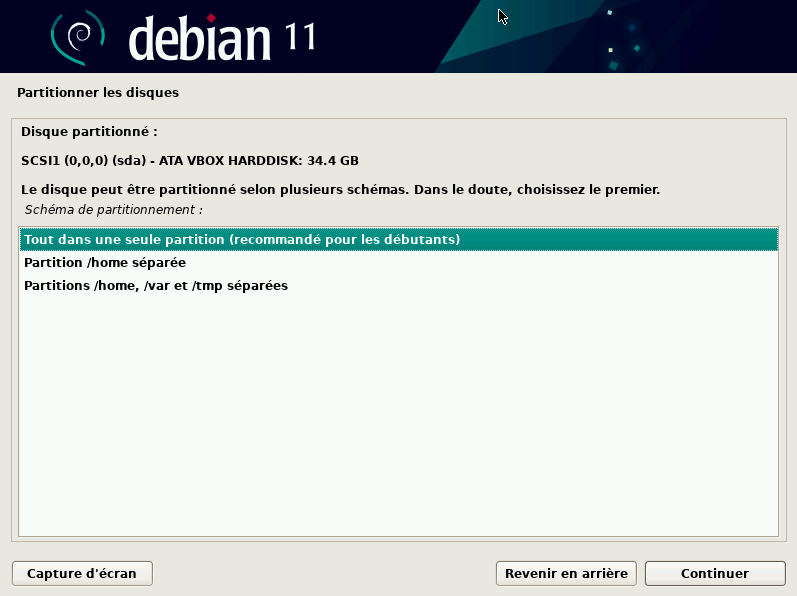 debian 11
Partitionner les disques
Disque partitionné :
SCSI1 (0,0,0) (sda) - ATA VBOX HARDDISK: 34.4 GB
Le disque peut être partitionné selon plusieurs schémas. Dans le doute, choisissez le premier.
Schéma de partitionnement :
Tout dans une seule partition (recommandé pour les débutants)
Partition /home séparée
Partitions /home, /var et /tmp séparées
Capture d'écran Revenir en arrière Continuer